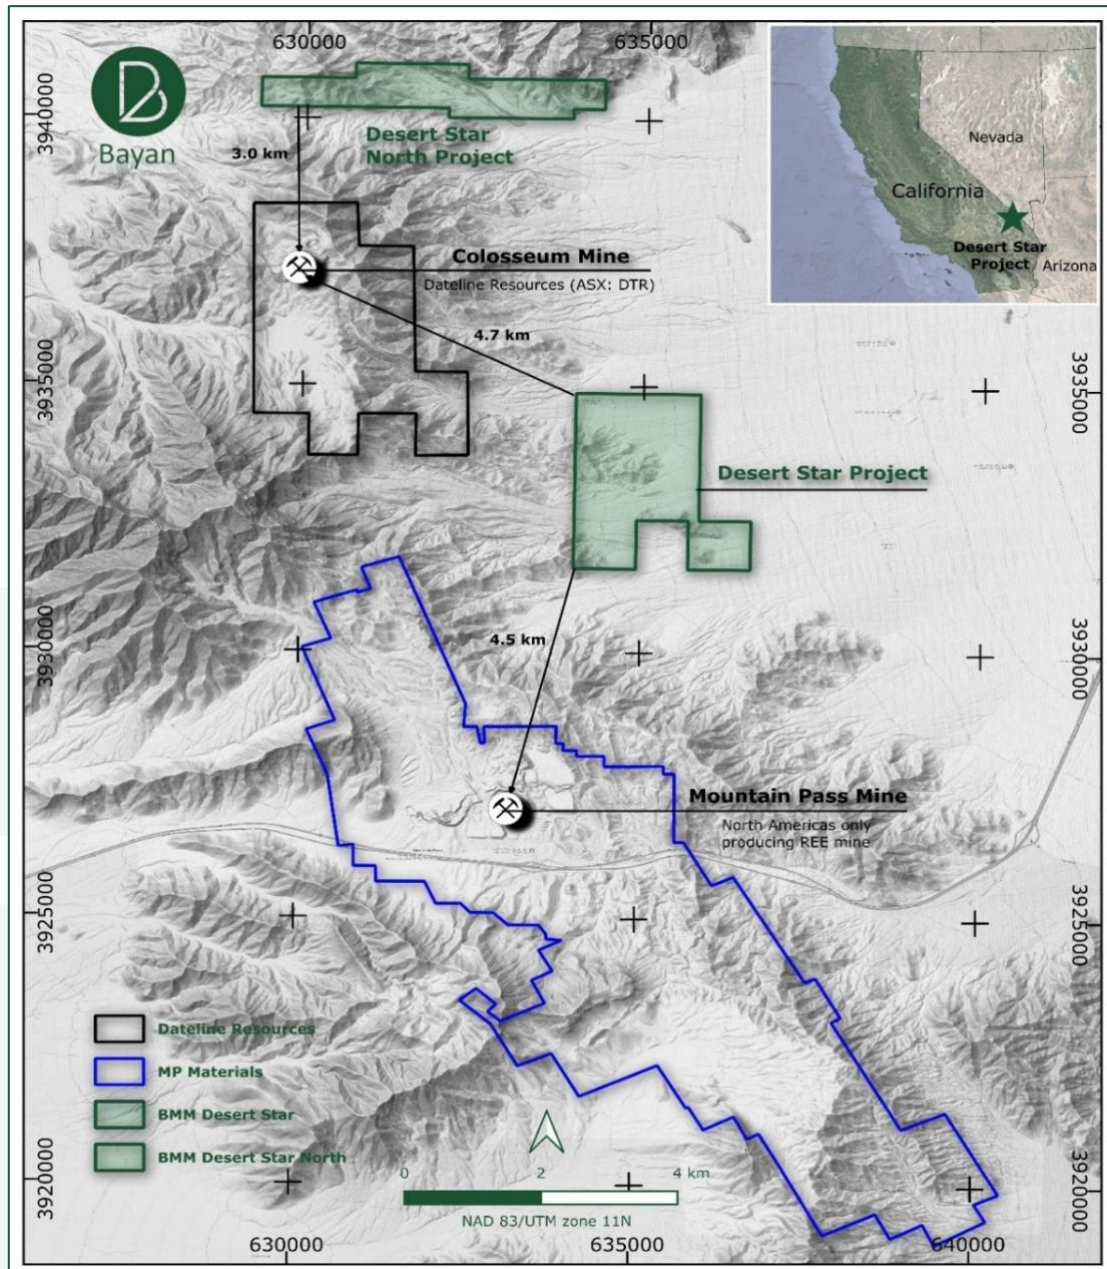 630000
635000
3940000
Bayan
Desert Star
North Project
3.0 km
Nevada
California
Desert Star
Project
Arizona
Colosseum Mine
Dateline Resources (ASX: DTR)
4.7 km
3935000
3935000
Desert Star Project
4.5 km
3930000
3930000
Mountain Pass Mine
North Americas only
producing REE mine
3925000
3925000
Dateline Resources
MP Materials
BMM Desert Star
BMM Desert Star North
3920000
3920000
0 2 4 km
NAD 83/UTM zone 11N
630000
635000
640000